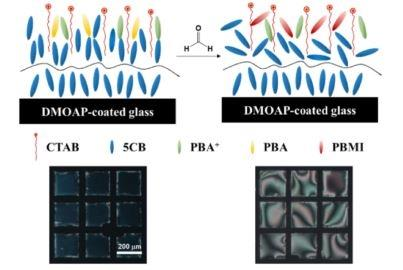 O
H H
DMOAP-coated glass DMOAP-coated glass
CTAB 5CB PBA⁺ PBA PBMI
200 μm